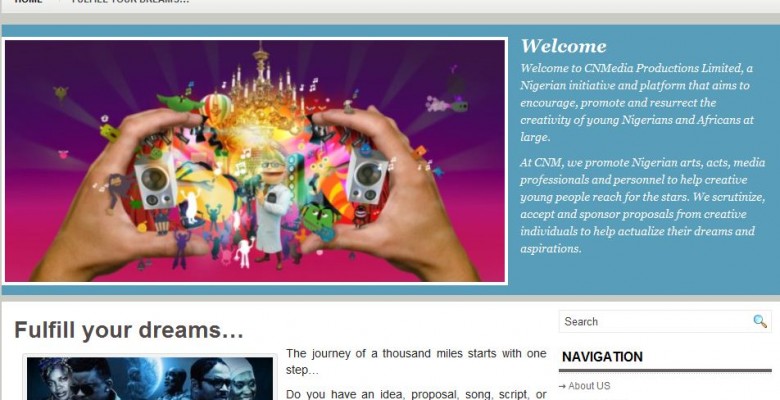 HOME
FULFILL YOUR DREAMS…
Welcome
Welcome to CNMedia Productions Limited, a
Nigerian initiative and platform that aims to
encourage, promote and resurrect the
creativity of young Nigerians and Africans at
large.
At CNM, we promote Nigerian arts, acts, media
professionals and personnel to help creative
young people reach for the stars. We scrutinize,
accept and sponsor proposals from creative
individuals to help actualize their dreams and
aspirations.
Fulfill your dreams…
The journey of a thousand miles starts with one
step…
Do you have an idea, proposal, song, script, or
Search
NAVIGATION
→ About US